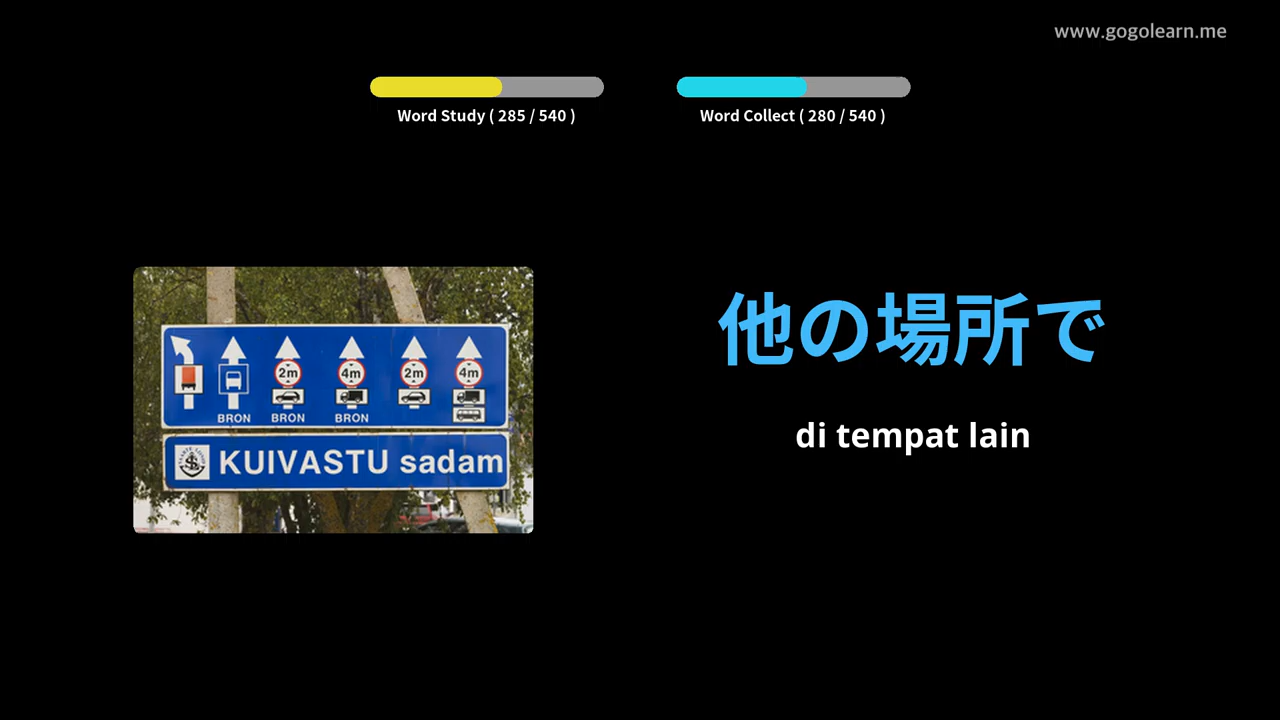 www.gogolearn.me
Word Study ( 285 / 540 )
Word Collect ( 280 / 540 )
2m
4m
2m
4m
BRON
BRON
BRON
KUIVASTU sadam
他の場所で
di tempat lain